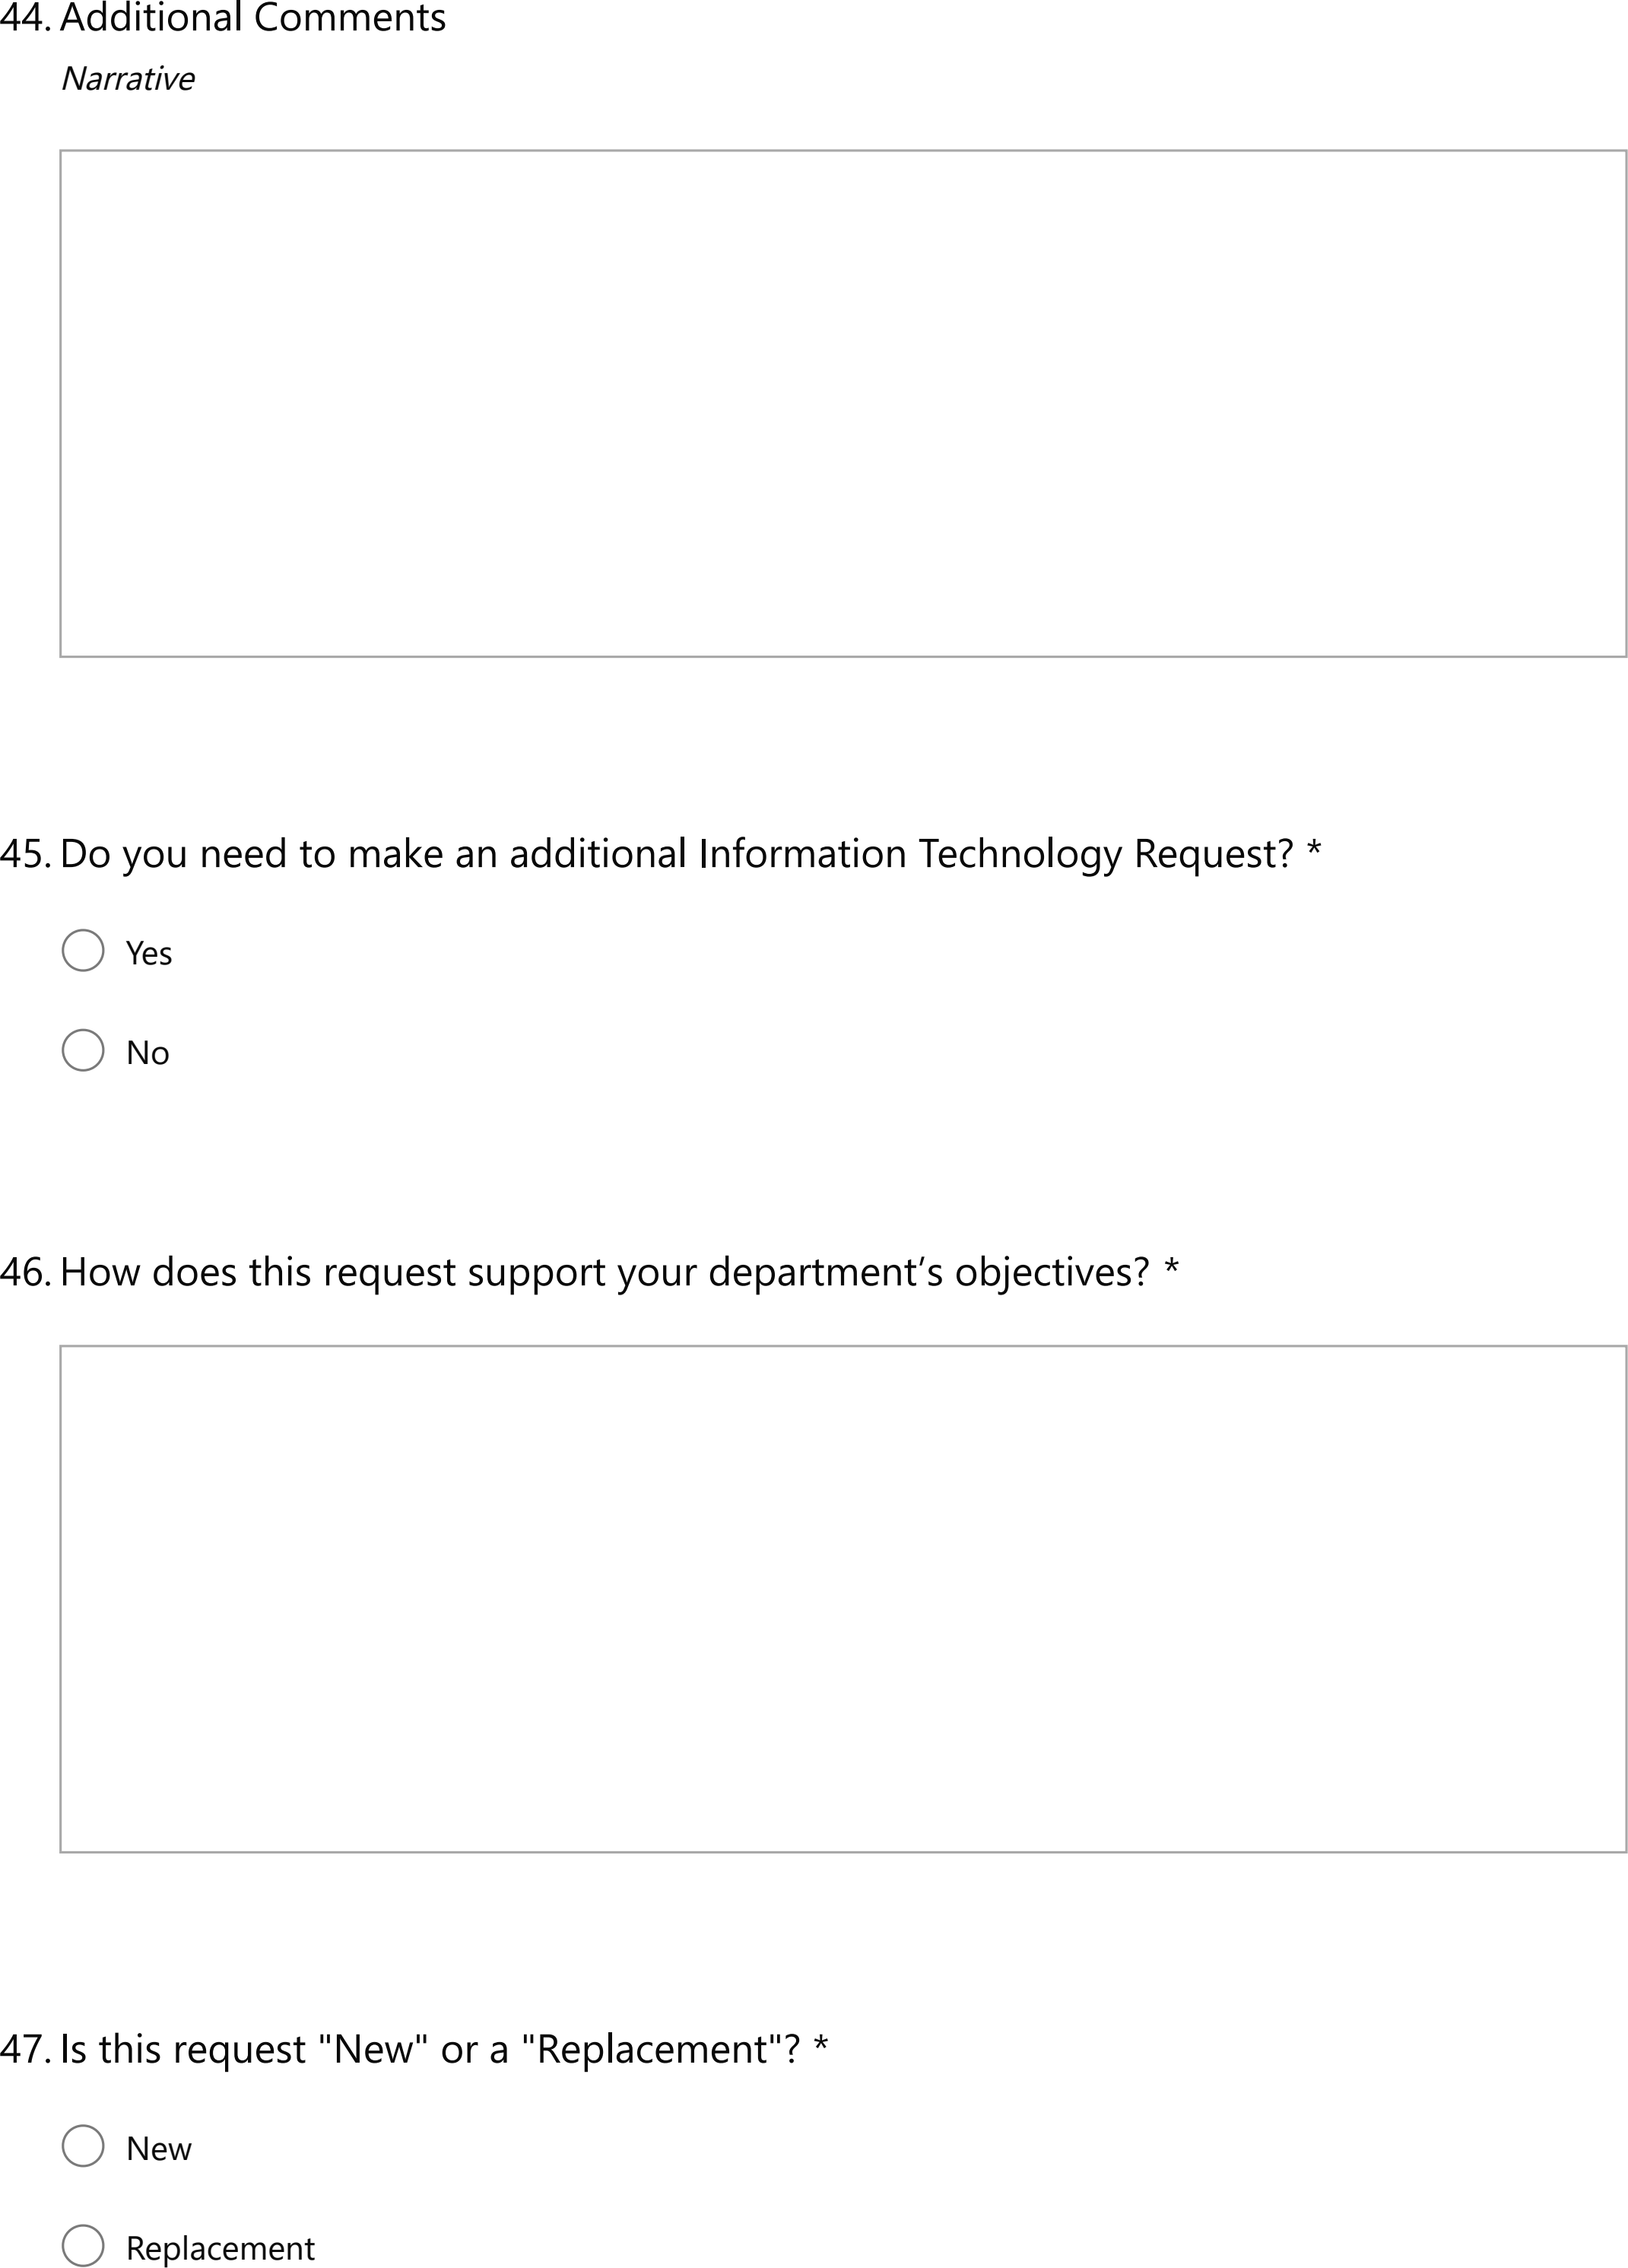 44. Additional Comments
Narrative
45. Do you need to make an additional Information Technology Request? *
Yes
No
46. How does this request support your department’s objectives? *
47. Is this request "New" or a "Replacement"? *
New
Replacement